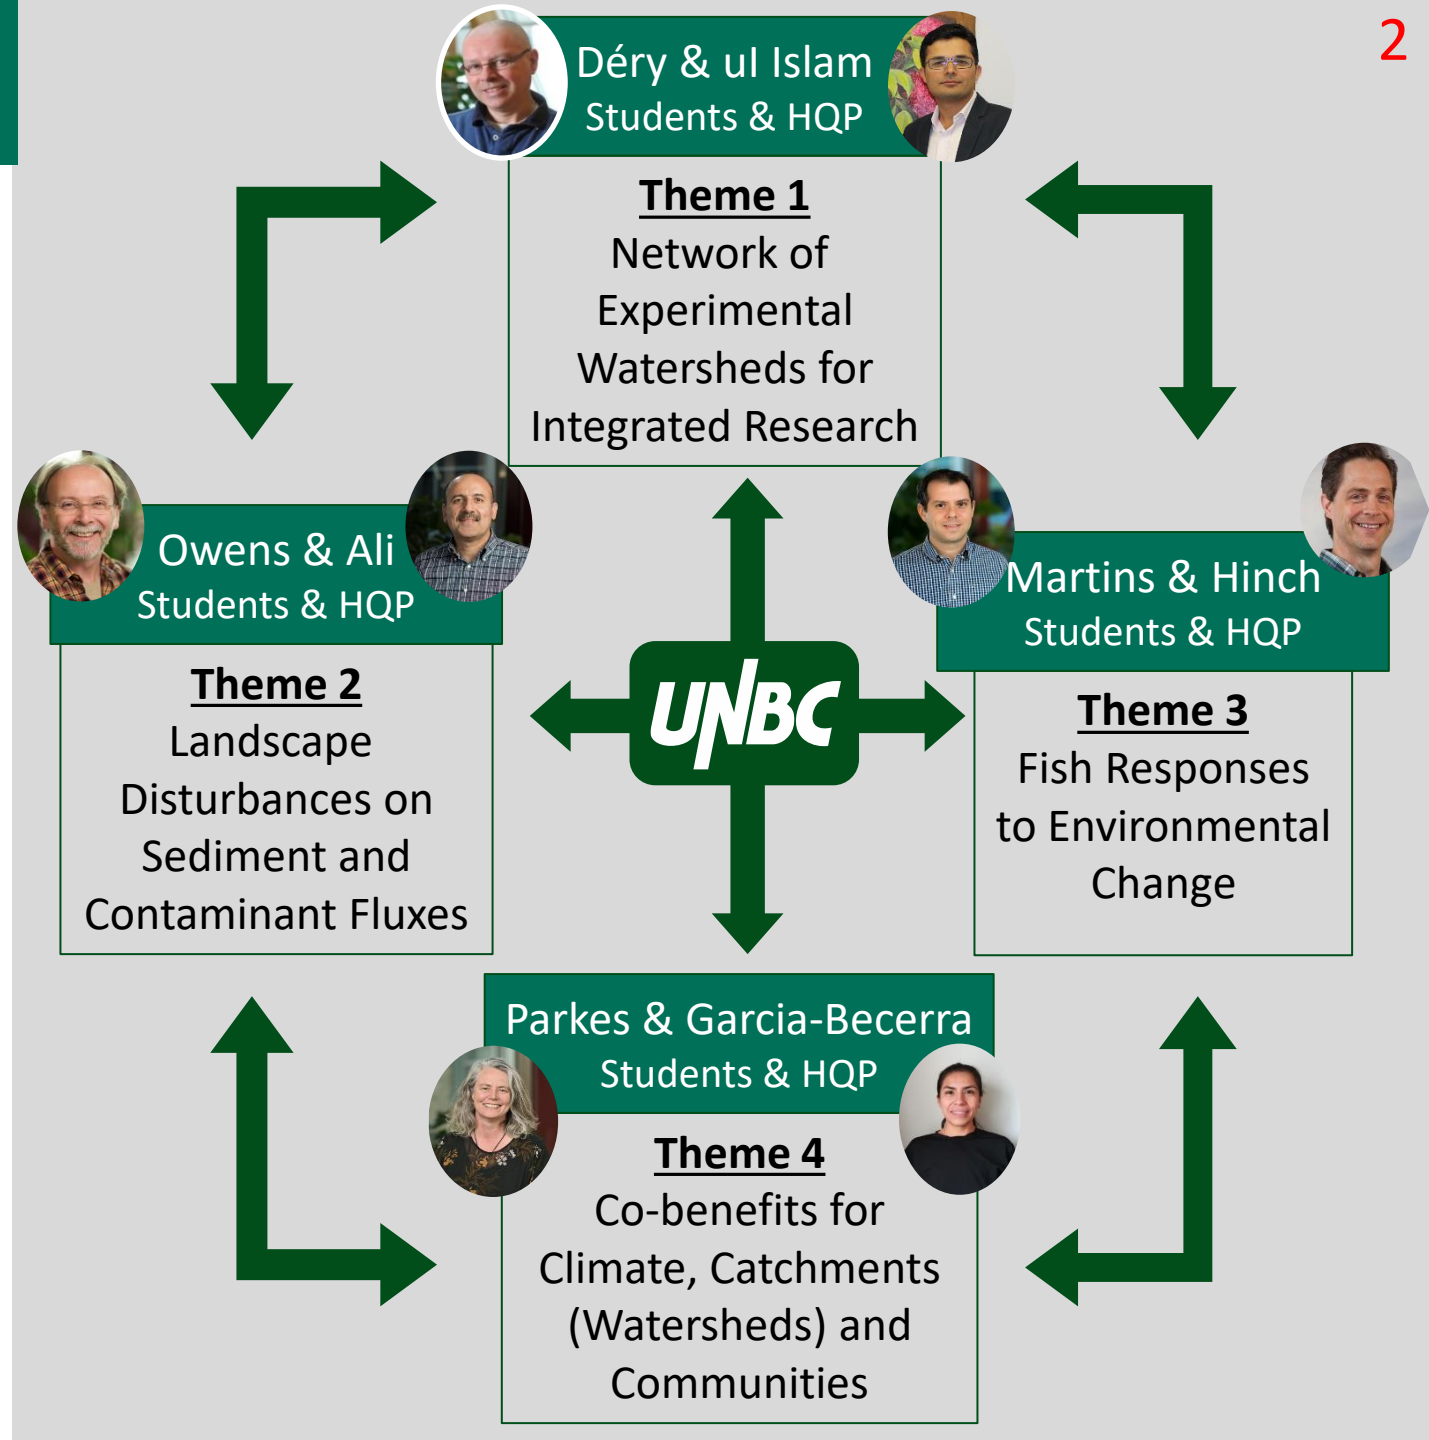 2
Déry & ul Islam
Students & HQP
Theme 1
Network of
Experimental
Watersheds for
Integrated Research
Owens & Ali
Students & HQP
Theme 2
Landscape
Disturbances on
Sediment and
Contaminant Fluxes
UNBC
Martins & Hinch
Students & HQP
Theme 3
Fish Responses
to Environmental
Change
Parkes & Garcia-Becerra
Students & HQP
Theme 4
Co-benefits for
Climate, Catchments
(Watersheds) and
Communities